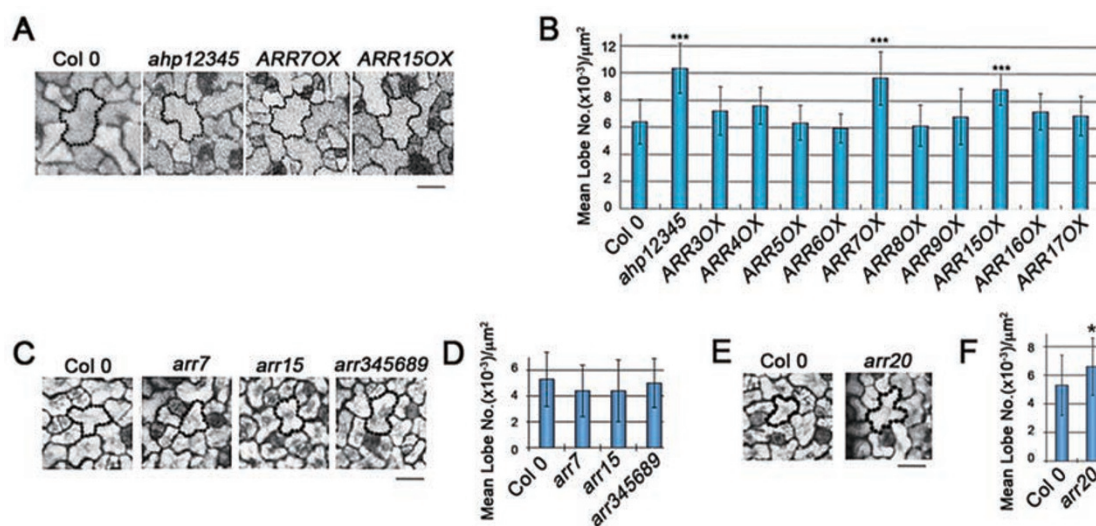 A
Col 0 ahp12345 ARR7OX ARR15OX
B
Mean Lobe No.(x10⁻³)/μm²
12
10
8
6
4
2
0
*** *** ***
Col 0 ahp12345 ARR3OX ARR4OX ARR5OX ARR6OX ARR7OX ARR8OX ARR9OX ARR15OX ARR16OX ARR17OX
C
Col 0 arr7 arr15 arr345689
D
Mean Lobe No.(x10⁻³)/μm²
6
4
2
0
Col 0 arr7 arr15 arr345689
E
Col 0 arr20
F
Mean Lobe No.(x10⁻³)/μm²
8
6
4
2
0
*
Col 0 arr20